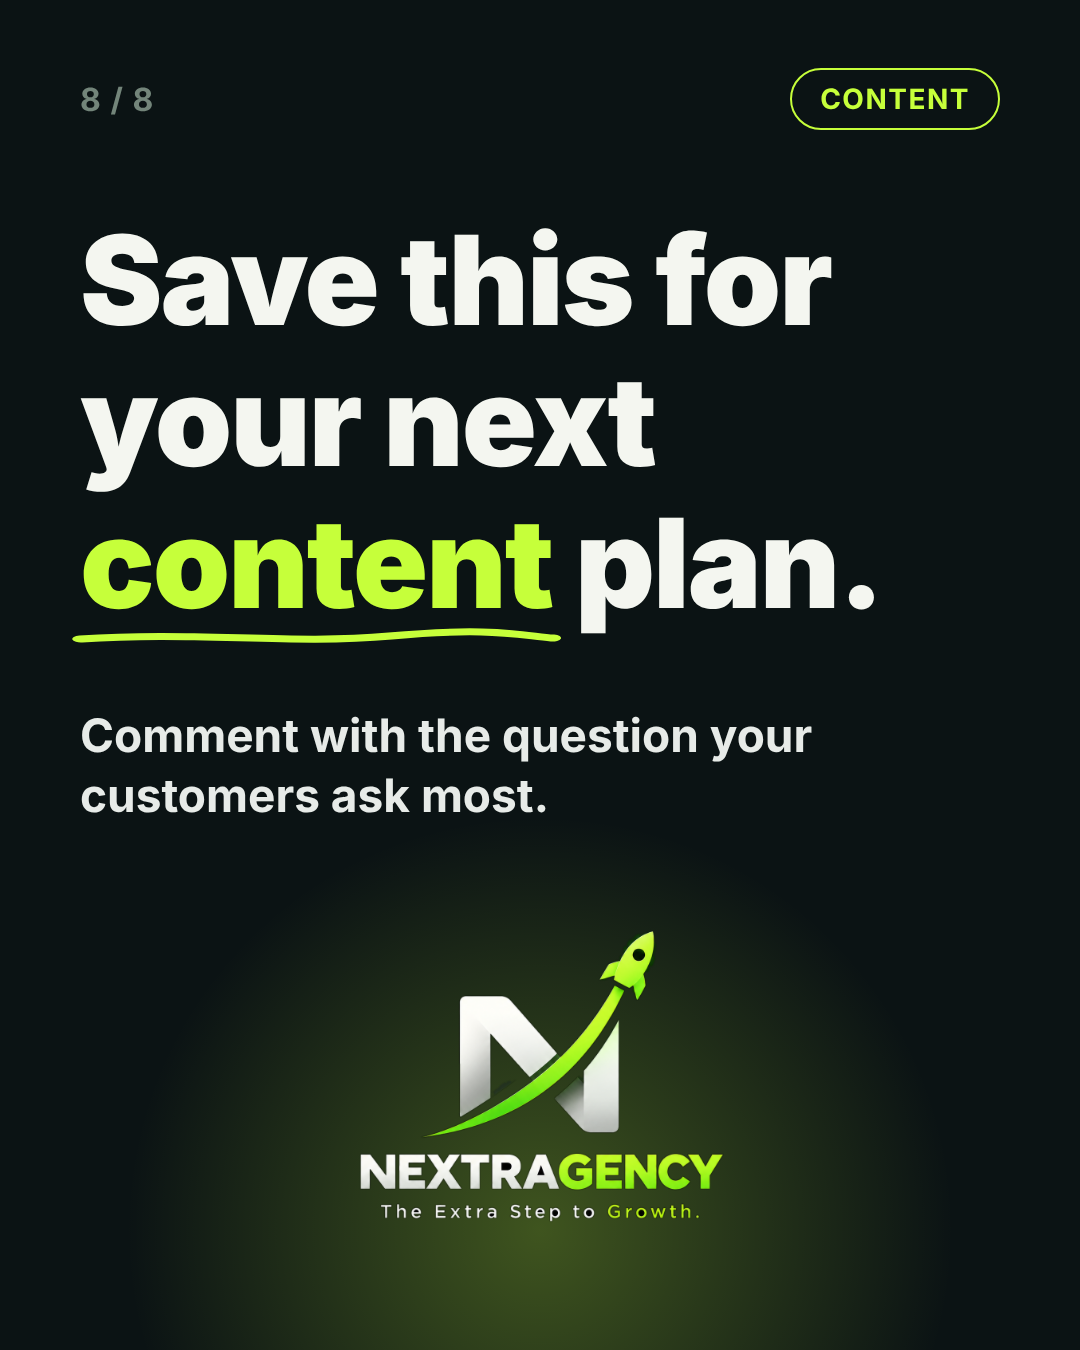 8 / 8
CONTENT
Save this for
your next
content plan.
Comment with the question your
customers ask most.
NEXTRAGENCY
The Extra Step to Growth.